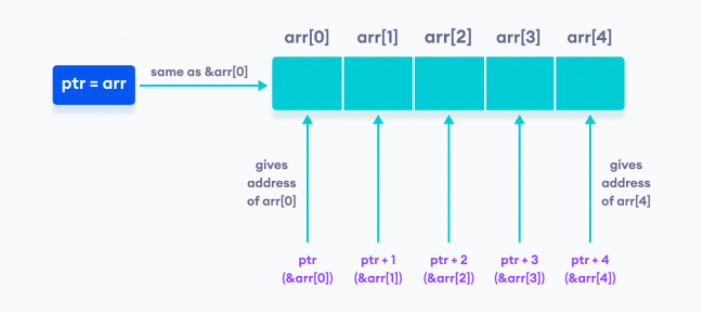 arr[0] arr[1] arr[2] arr[3] arr[4]
ptr = arr
same as &arr[0]
gives
address
of arr[0]
gives
address
of arr[4]
ptr
(&arr[0])
ptr + 1
(&arr[1])
ptr + 2
(&arr[2])
ptr + 3
(&arr[3])
ptr + 4
(&arr[4])